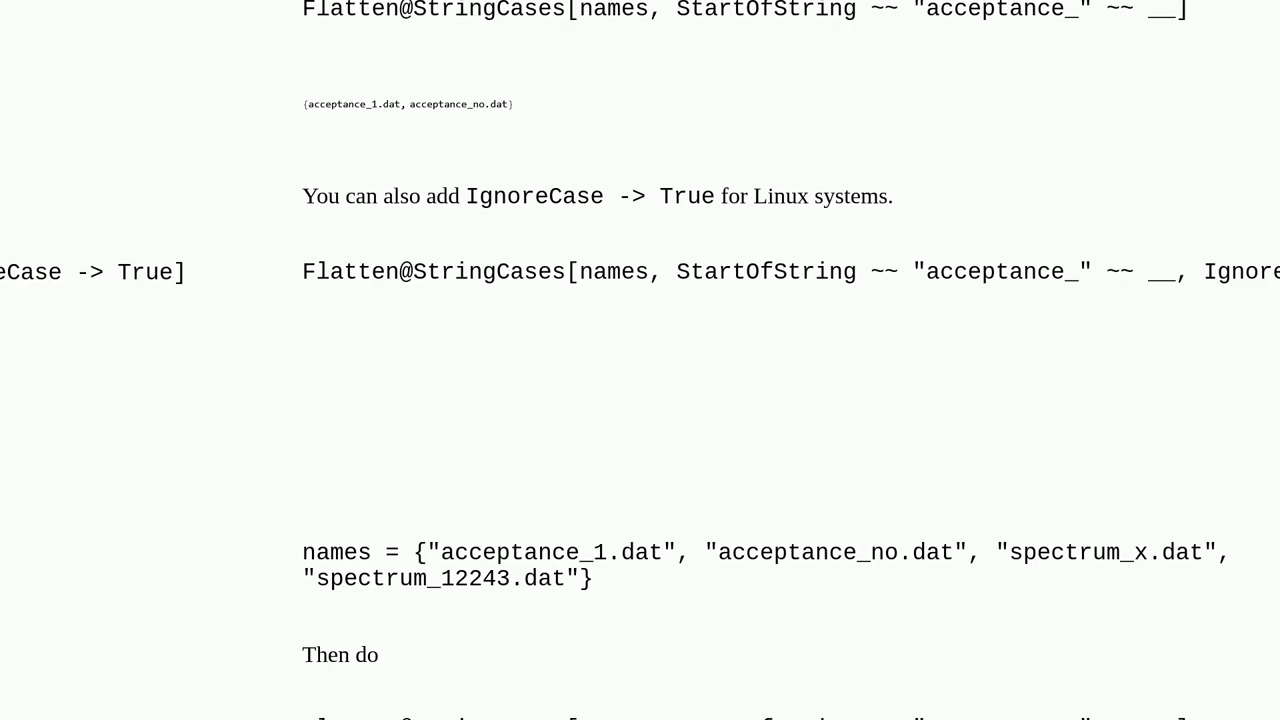 Flatten@StringCases[names, StartOfString ~~ "acceptance_" ~~ __]
{acceptance_1.dat, acceptance_no.dat}
You can also add IgnoreCase -> True for Linux systems.
eCase -> True]
Flatten@StringCases[names, StartOfString ~~ "acceptance_" ~~ __, Ignore
names = {"acceptance_1.dat", "acceptance_no.dat", "spectrum_x.dat",
"spectrum_12243.dat"}
Then do